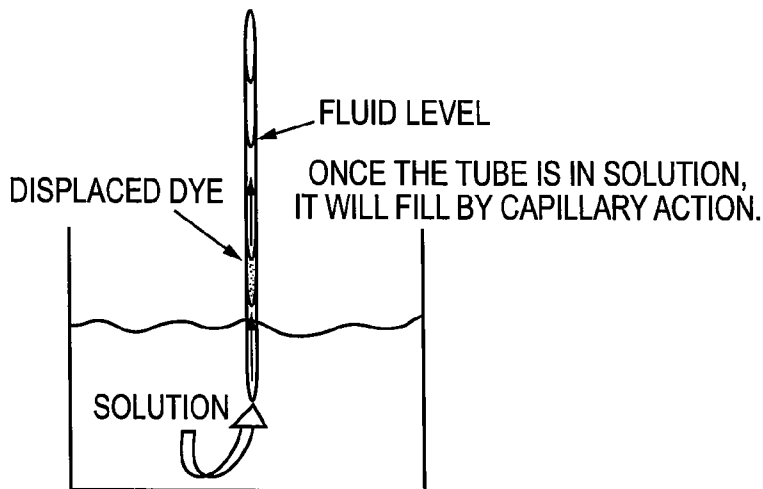 FLUID LEVEL
ONCE THE TUBE IS IN SOLUTION,
IT WILL FILL BY CAPILLARY ACTION.
DISPLACED DYE
SOLUTION